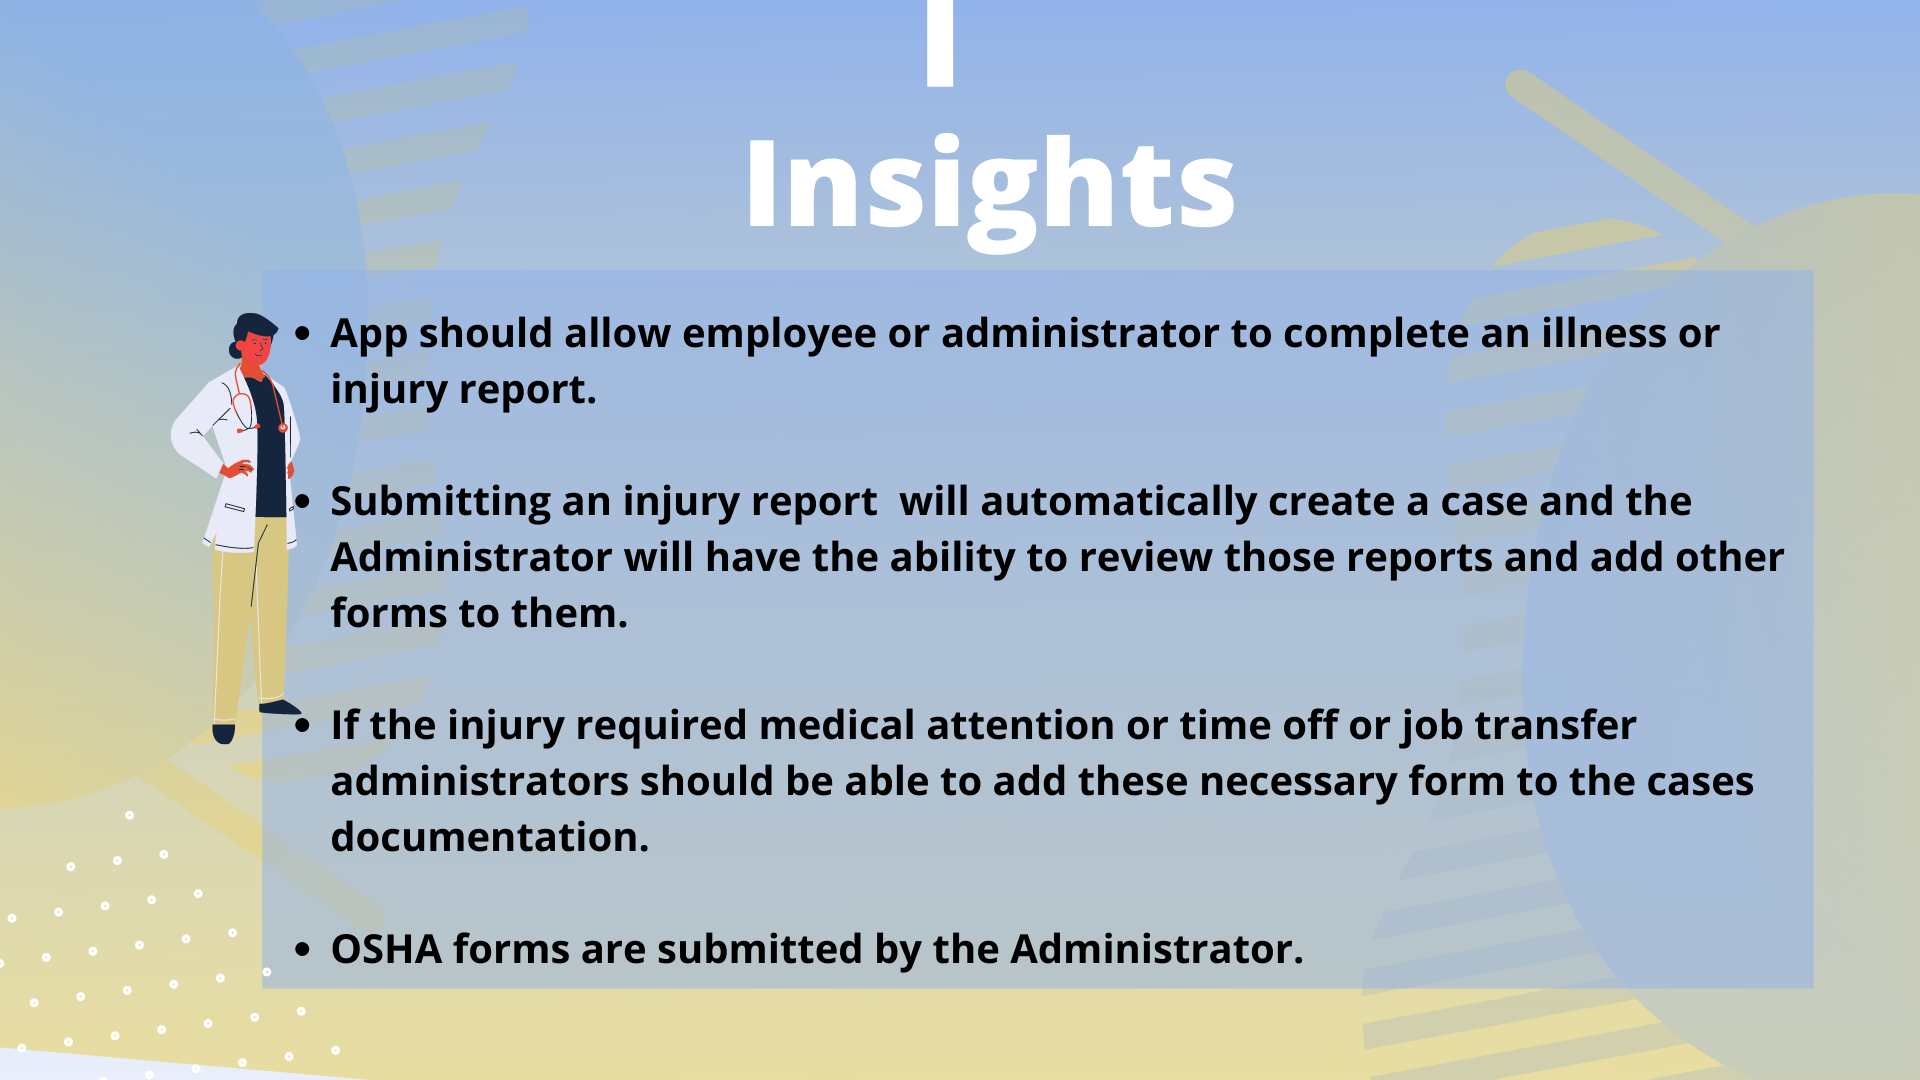 I
Insights
• App should allow employee or administrator to complete an illness or
injury report.
• Submitting an injury report  will automatically create a case and the
Administrator will have the ability to review those reports and add other
forms to them.
• If the injury required medical attention or time off or job transfer
administrators should be able to add these necessary form to the cases
documentation.
• OSHA forms are submitted by the Administrator.